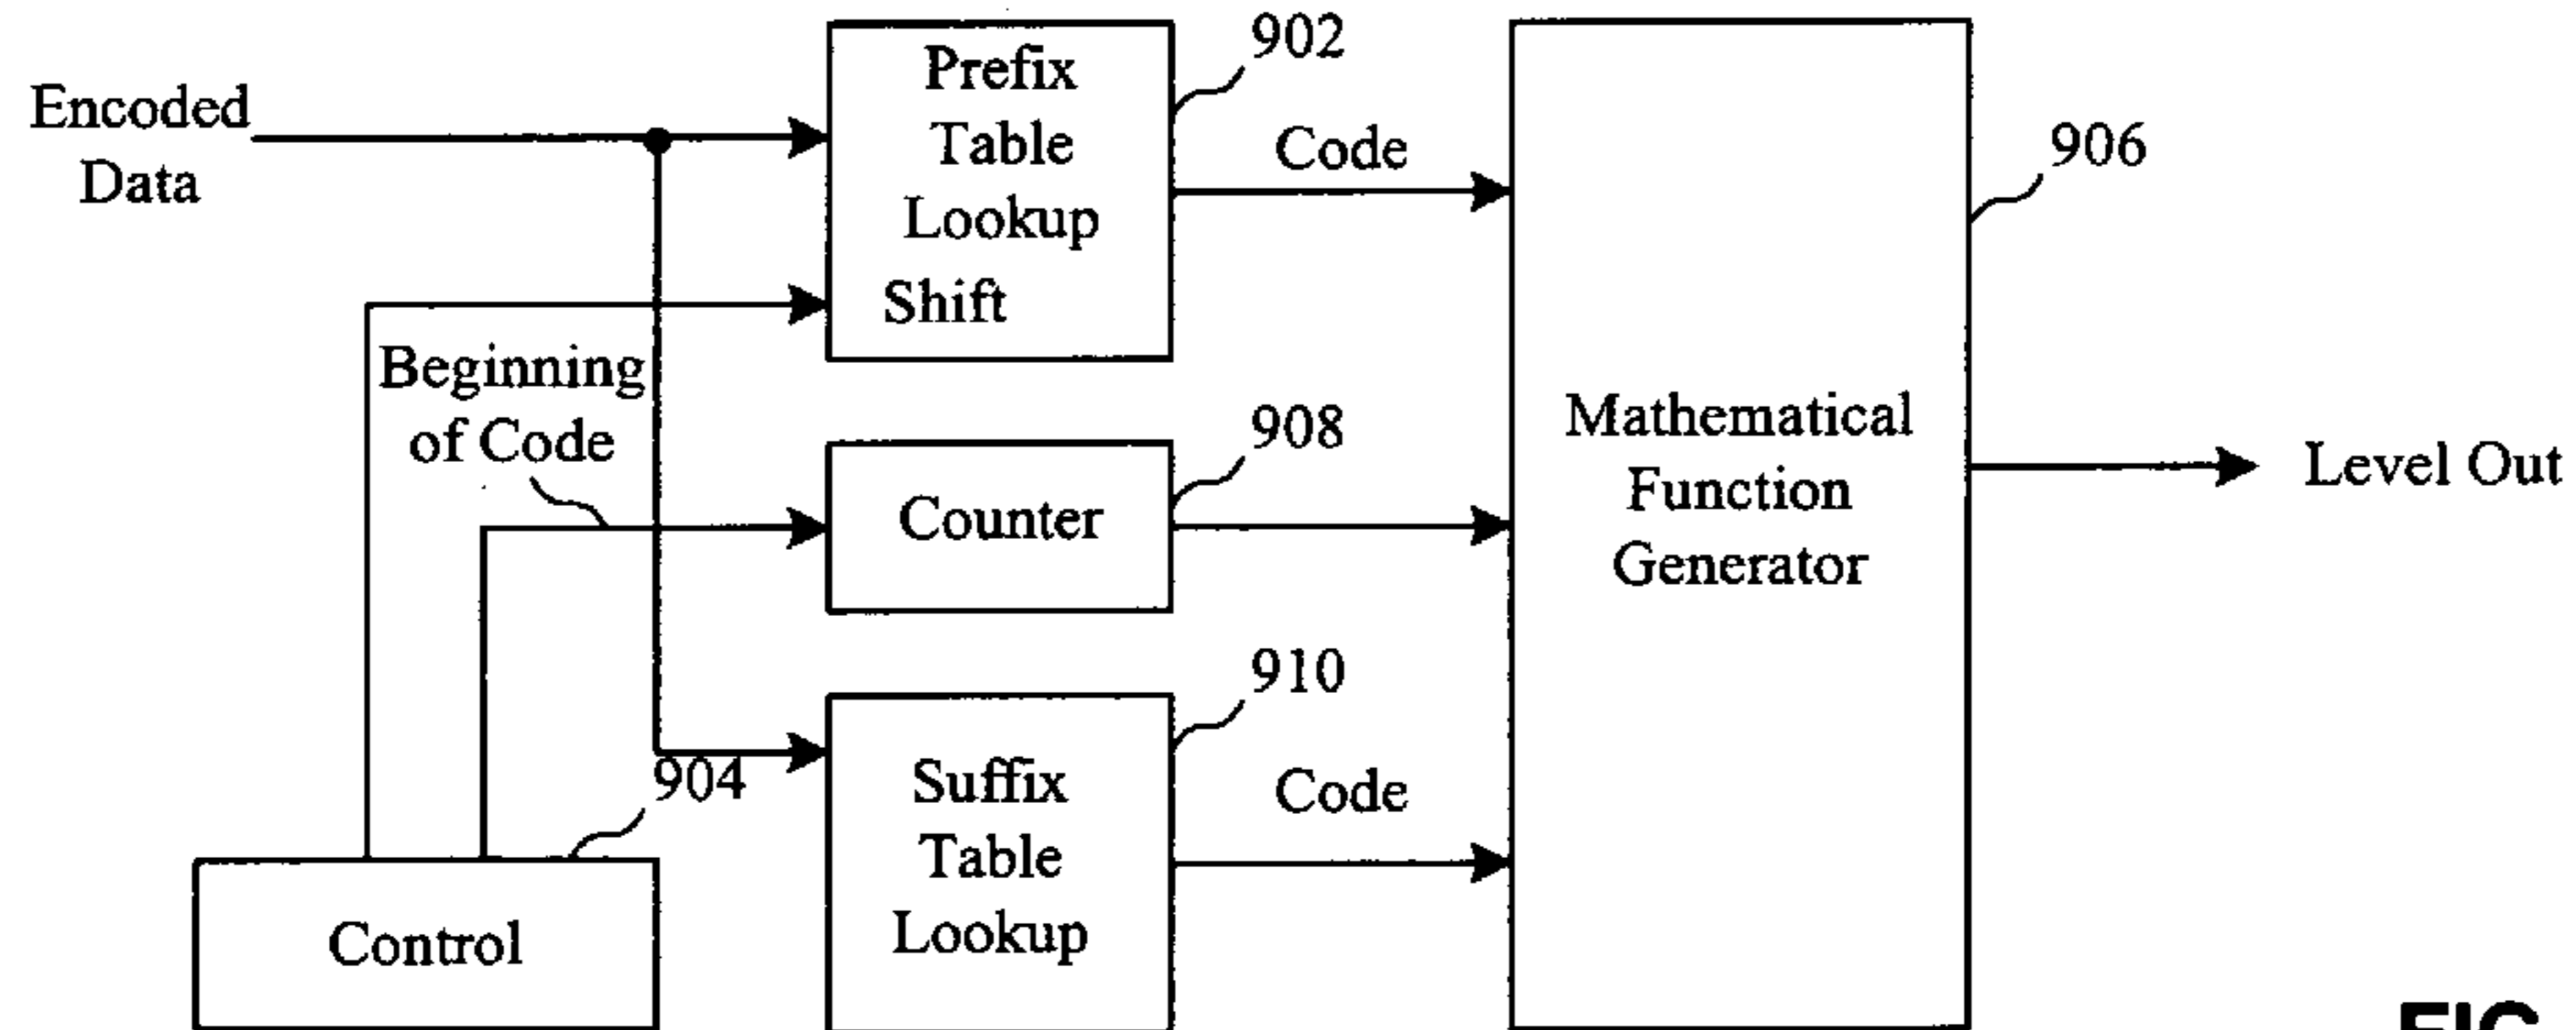 Encoded
Data
Prefix
Table
Lookup
Shift
902
Code
906
Beginning
of Code
Counter
908
Mathematical
Function
Generator
Level Out
910
904
Suffix
Table
Lookup
Code
Control
FIG